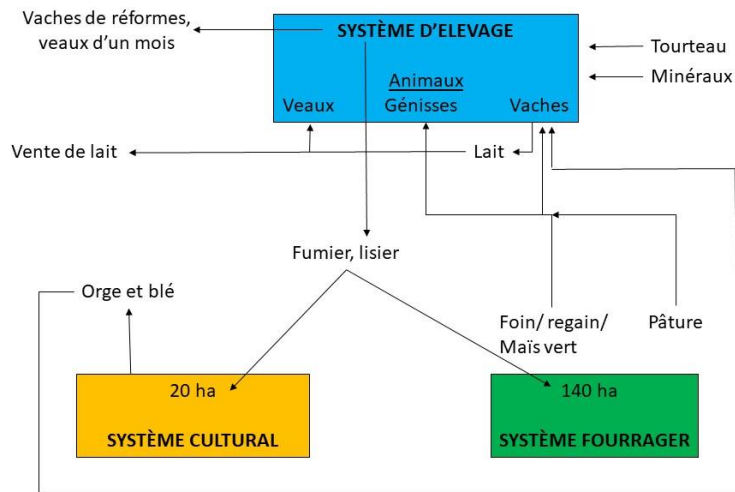 Vaches de réformes,
veaux d'un mois
SYSTÈME D'ELEVAGE
Tourteau
Minéraux
Animaux
Veaux Génisses Vaches
Vente de lait
Lait
Fumier, lisier
Orge et blé
Foin/ regain/
Maïs vert
Pâture
20 ha
SYSTÈME CULTURAL
140 ha
SYSTÈME FOURRAGER